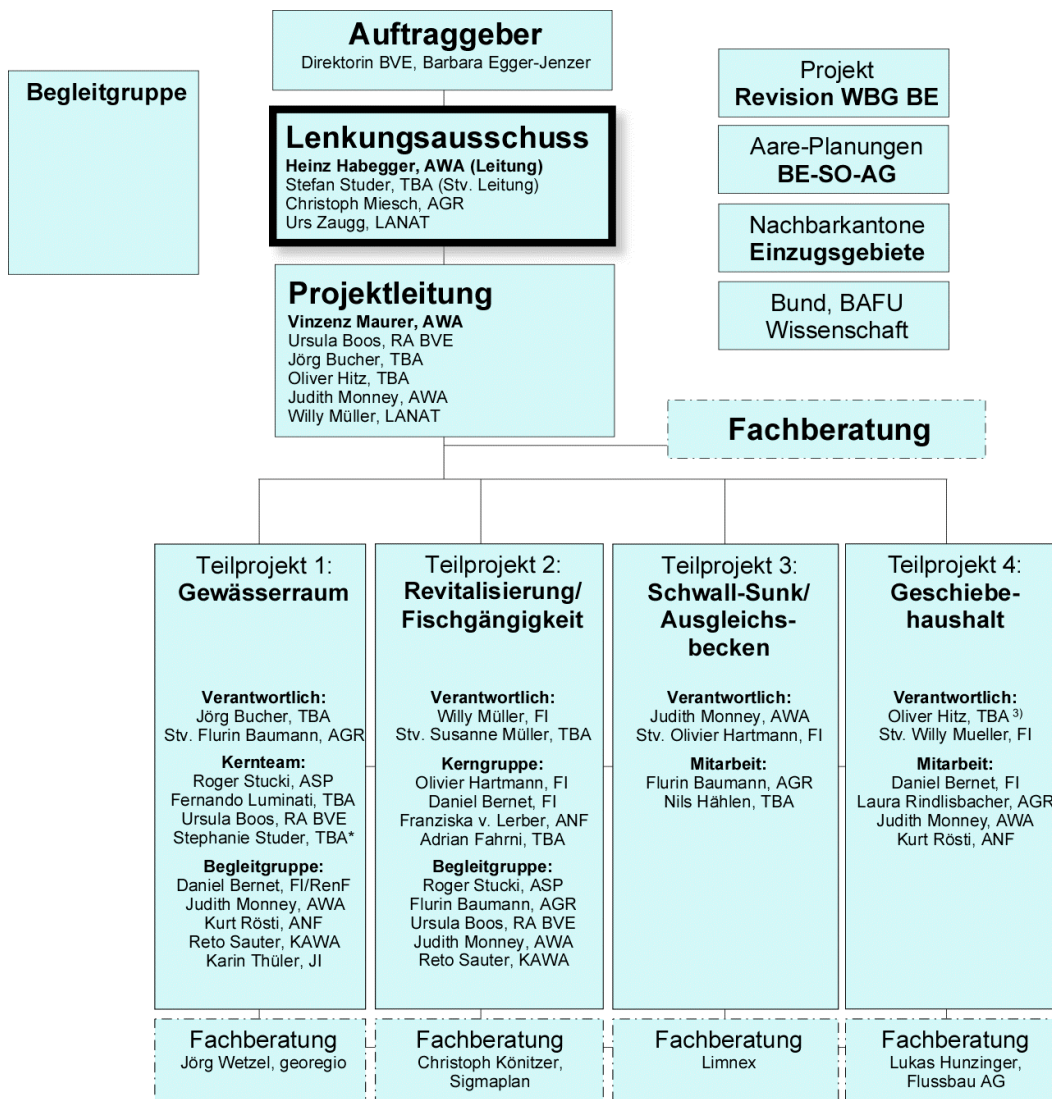 Auftraggeber
Direktorin BVE, Barbara Egger-Jenzer
Begleitgruppe
Lenkungsausschuss
Heinz Habegger, AWA (Leitung)
Stefan Studer, TBA (Stv. Leitung)
Christoph Miesch, AGR
Urs Zaugg, LANAT
Projektleitung
Vinzenz Maurer, AWA
Ursula Boos, RA BVE
Jörg Bucher, TBA
Oliver Hitz, TBA
Judith Monney, AWA
Willy Müller, LANAT
Projekt
Revision WBG BE
Aare-Planungen
BE-SO-AG
Nachbarkantone
Einzugsgebiete
Bund, BAFU
Wissenschaft
Fachberatung
Teilprojekt 1:
Gewässerraum
Verantwortlich:
Jörg Bucher, TBA
Stv. Flurin Baumann, AGR
Kernteam:
Roger Stucki, ASP
Fernando Luminati, TBA
Ursula Boos, RA BVE
Stephanie Studer, TBA*
Begleitgruppe:
Daniel Bernet, FI/RenF
Judith Monney, AWA
Kurt Rösti, ANF
Reto Sauter, KAWA
Karin Thüler, JI
Fachberatung
Jörg Wetzel, georegio
Teilprojekt 2:
Revitalisierung/
Fischgängigkeit
Verantwortlich:
Willy Müller, FI
Stv. Susanne Müller, TBA
Kerngruppe:
Olivier Hartmann, FI
Daniel Bernet, FI
Franziska v. Lerber, ANF
Adrian Fahrni, TBA
Begleitgruppe:
Roger Stucki, ASP
Flurin Baumann, AGR
Ursula Boos, RA BVE
Judith Monney, AWA
Reto Sauter, KAWA
Fachberatung
Christoph Könitzer,
Sigmaplan
Teilprojekt 3:
Schwall-Sunk/
Ausgleichs-
becken
Verantwortlich:
Judith Monney, AWA
Stv. Olivier Hartmann, FI
Mitarbeit:
Flurin Baumann, AGR
Nils Hählen, TBA
Fachberatung
Limnex
Teilprojekt 4:
Geschiebe-
haushalt
Verantwortlich:
Oliver Hitz, TBA 3)
Stv. Willy Mueller, FI
Mitarbeit:
Daniel Bernet, FI
Laura Rindlisbacher, AGR
Judith Monney, AWA
Kurt Rösti, ANF
Fachberatung
Lukas Hunzinger,
Flussbau AG